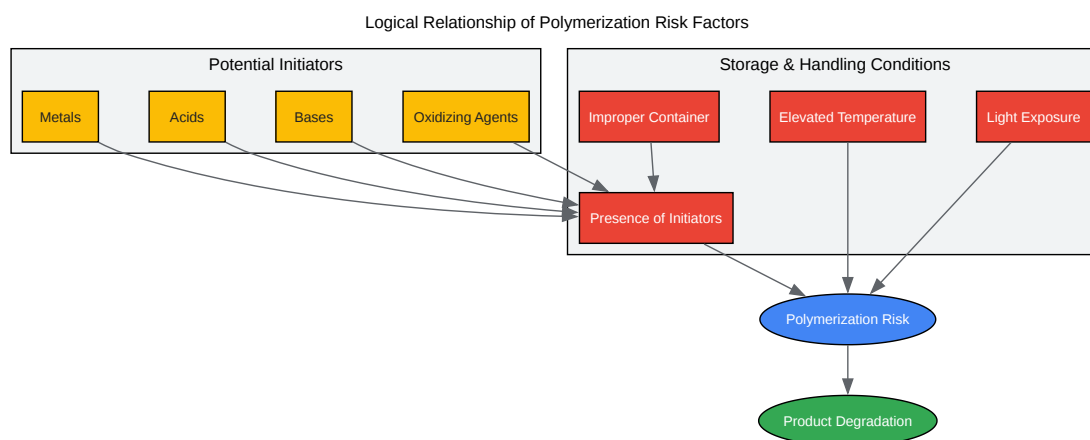 Logical Relationship of Polymerization Risk Factors
Potential Initiators
Storage & Handling Conditions
Metals
Acids
Bases
Oxidizing Agents
Improper Container
Elevated Temperature
Light Exposure
Presence of Initiators
Polymerization Risk
Product Degradation